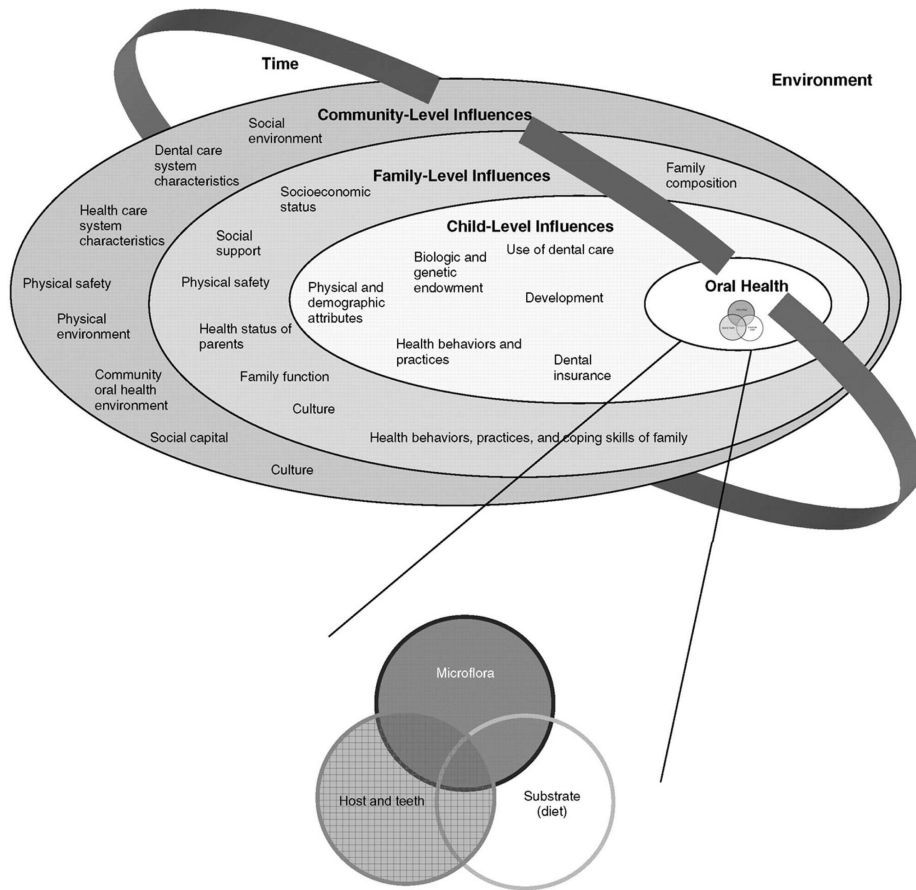 Time
Environment
Community-Level Influences
Social
environment
Dental care
system
characteristics
Family-Level Influences
Family
composition
Socioeconomic
status
Health care
system
characteristics
Child-Level Influences
Social
support
Use of dental care
Biologic and
genetic
endowment
Physical safety
Physical safety
Physical and
demographic
attributes
Development
Oral Health
Physical
environment
Health status of
parents
Health behaviors and
practices
Dental
insurance
Community
oral health
environment
Family function
Culture
Social capital
Health behaviors, practices, and coping skills of family
Culture
Microflora
Host and teeth
Substrate
(diet)